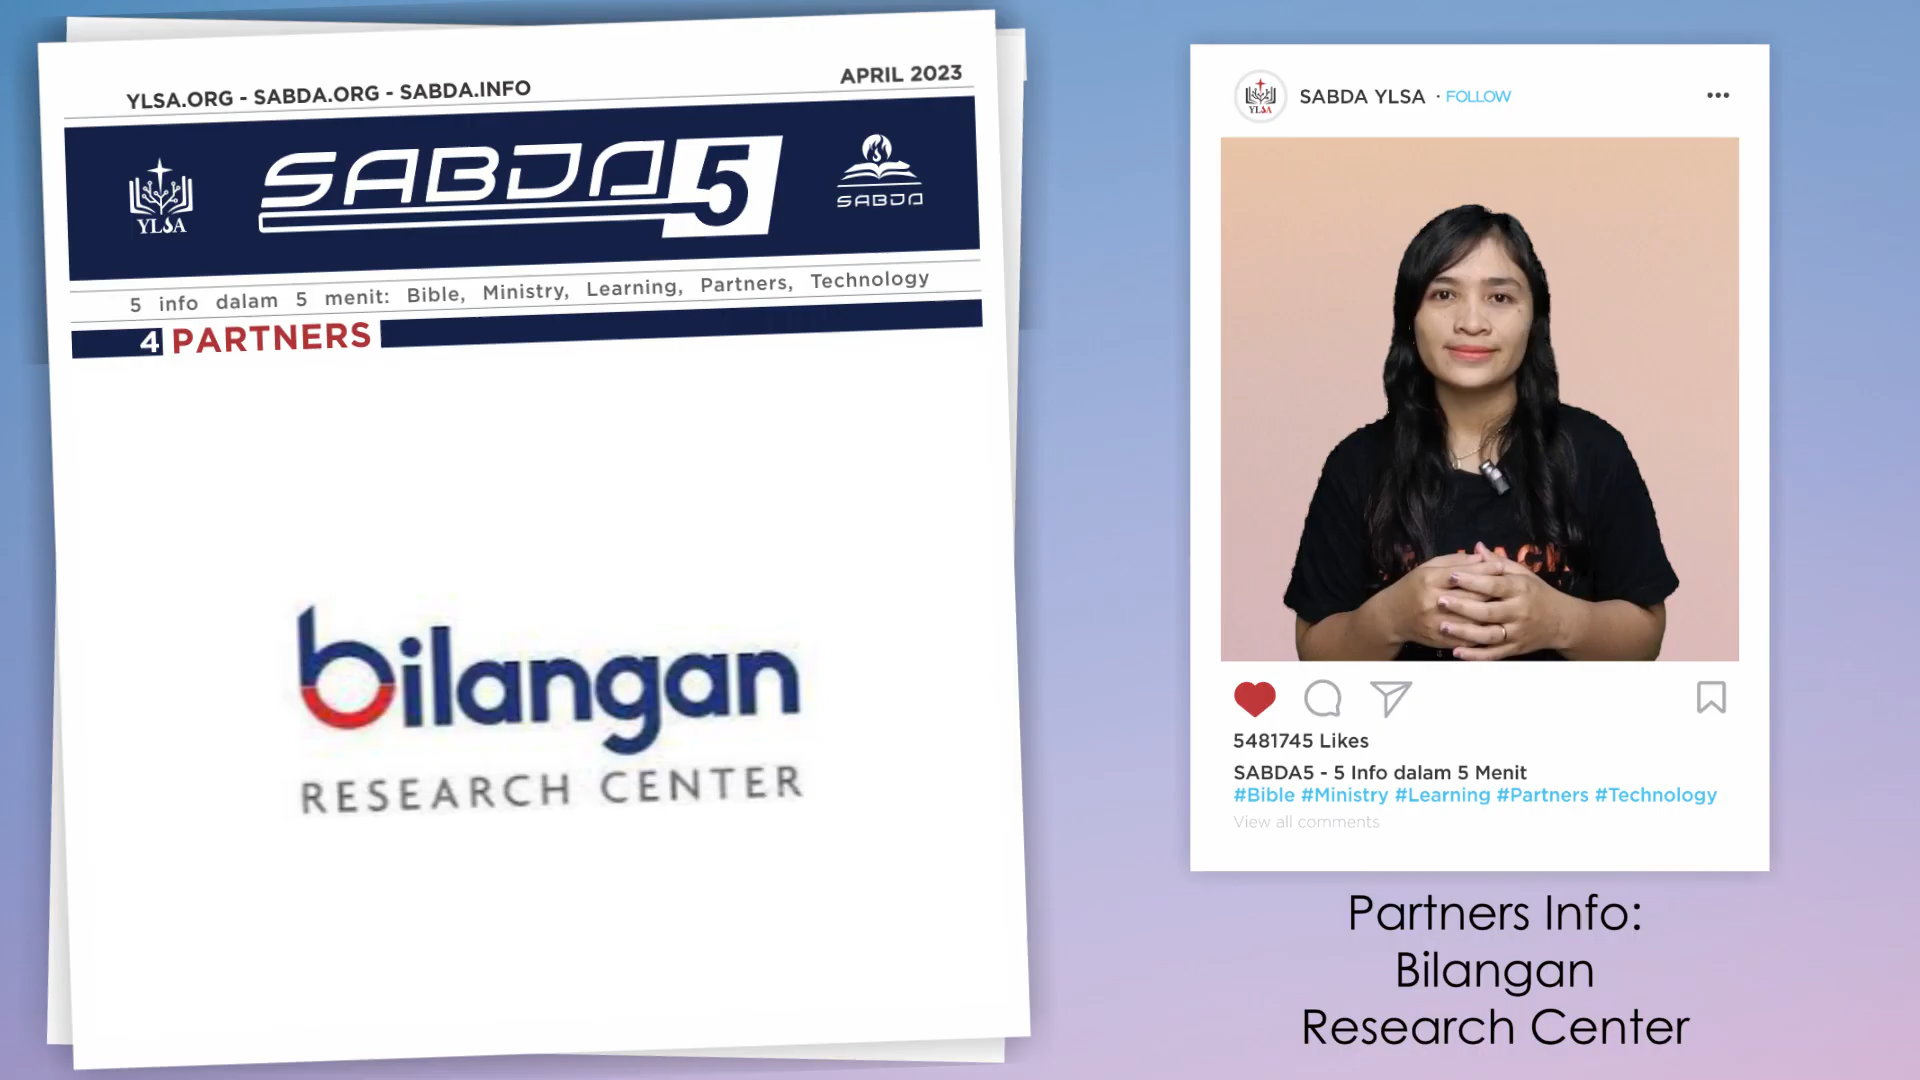 YLSA.ORG - SABDA.ORG - SABDA.INFO
APRIL 2023
YLSA
SABDA 5
SABDA
5 info dalam 5 menit: Bible, Ministry, Learning, Partners, Technology
4 PARTNERS
bilangan
RESEARCH CENTER
YLSA
SABDA YLSA · FOLLOW
5481745 Likes
SABDA5 - 5 Info dalam 5 Menit
#Bible #Ministry #Learning #Partners #Technology
View all comments
Partners Info:
Bilangan
Research Center